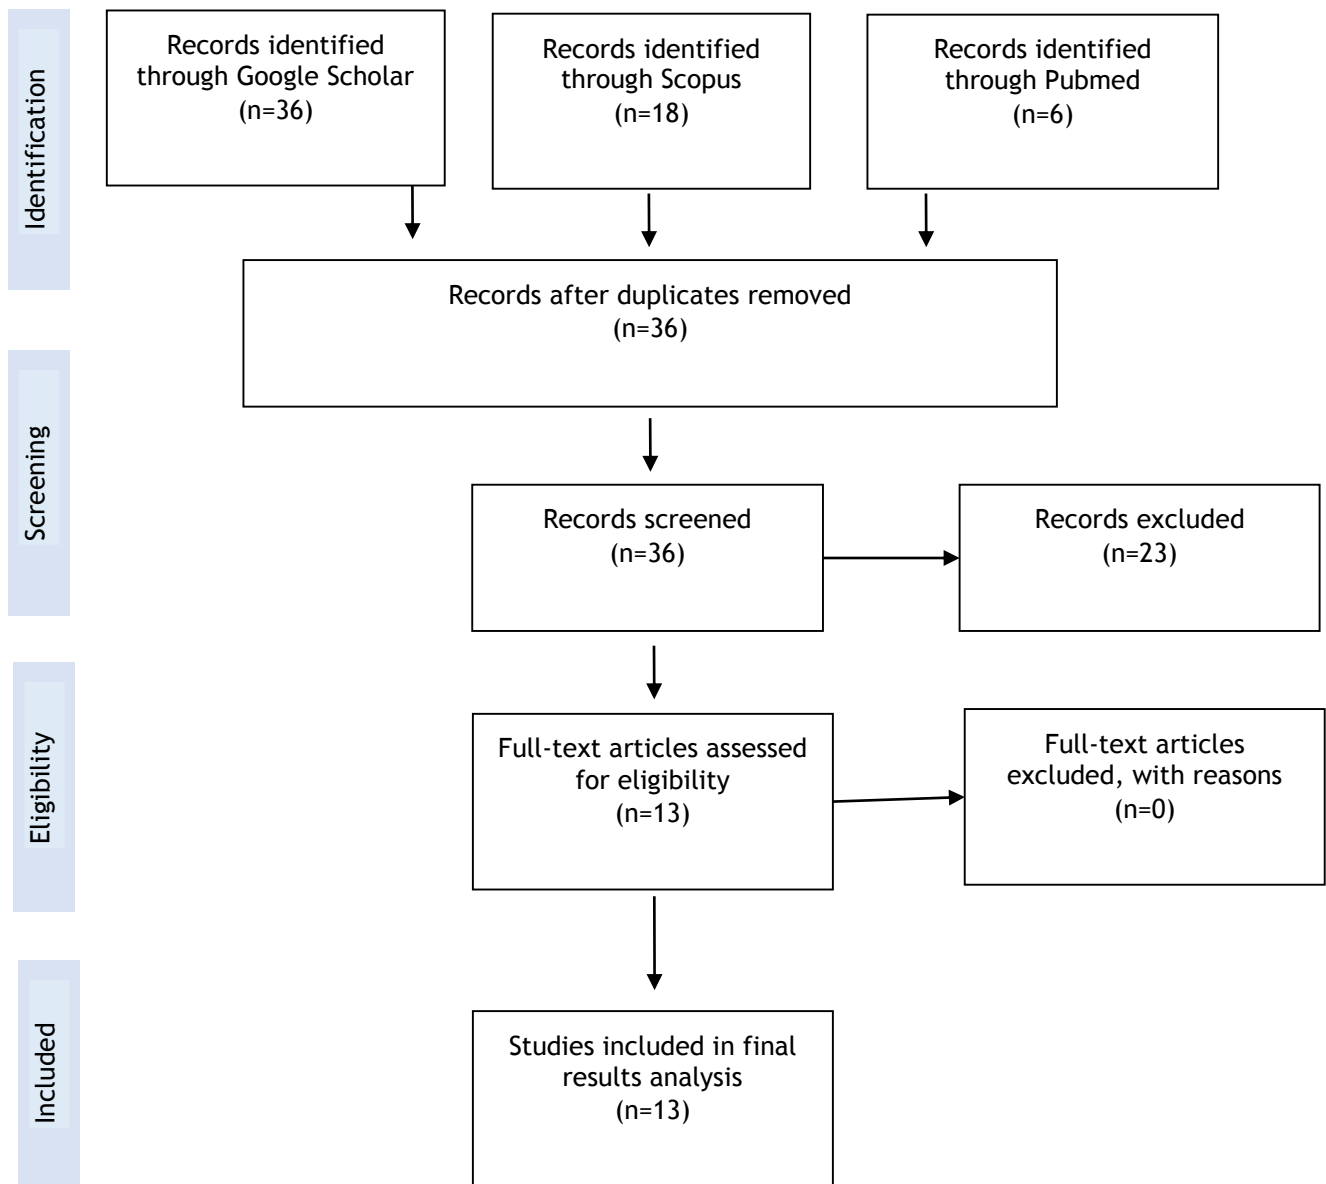 Identification
Records identified
through Google Scholar
(n=36)
Records identified
through Scopus
(n=18)
Records identified
through Pubmed
(n=6)
Records after duplicates removed
(n=36)
Screening
Records screened
(n=36)
Records excluded
(n=23)
Eligibility
Full-text articles assessed
for eligibility
(n=13)
Full-text articles
excluded, with reasons
(n=0)
Included
Studies included in final
results analysis
(n=13)